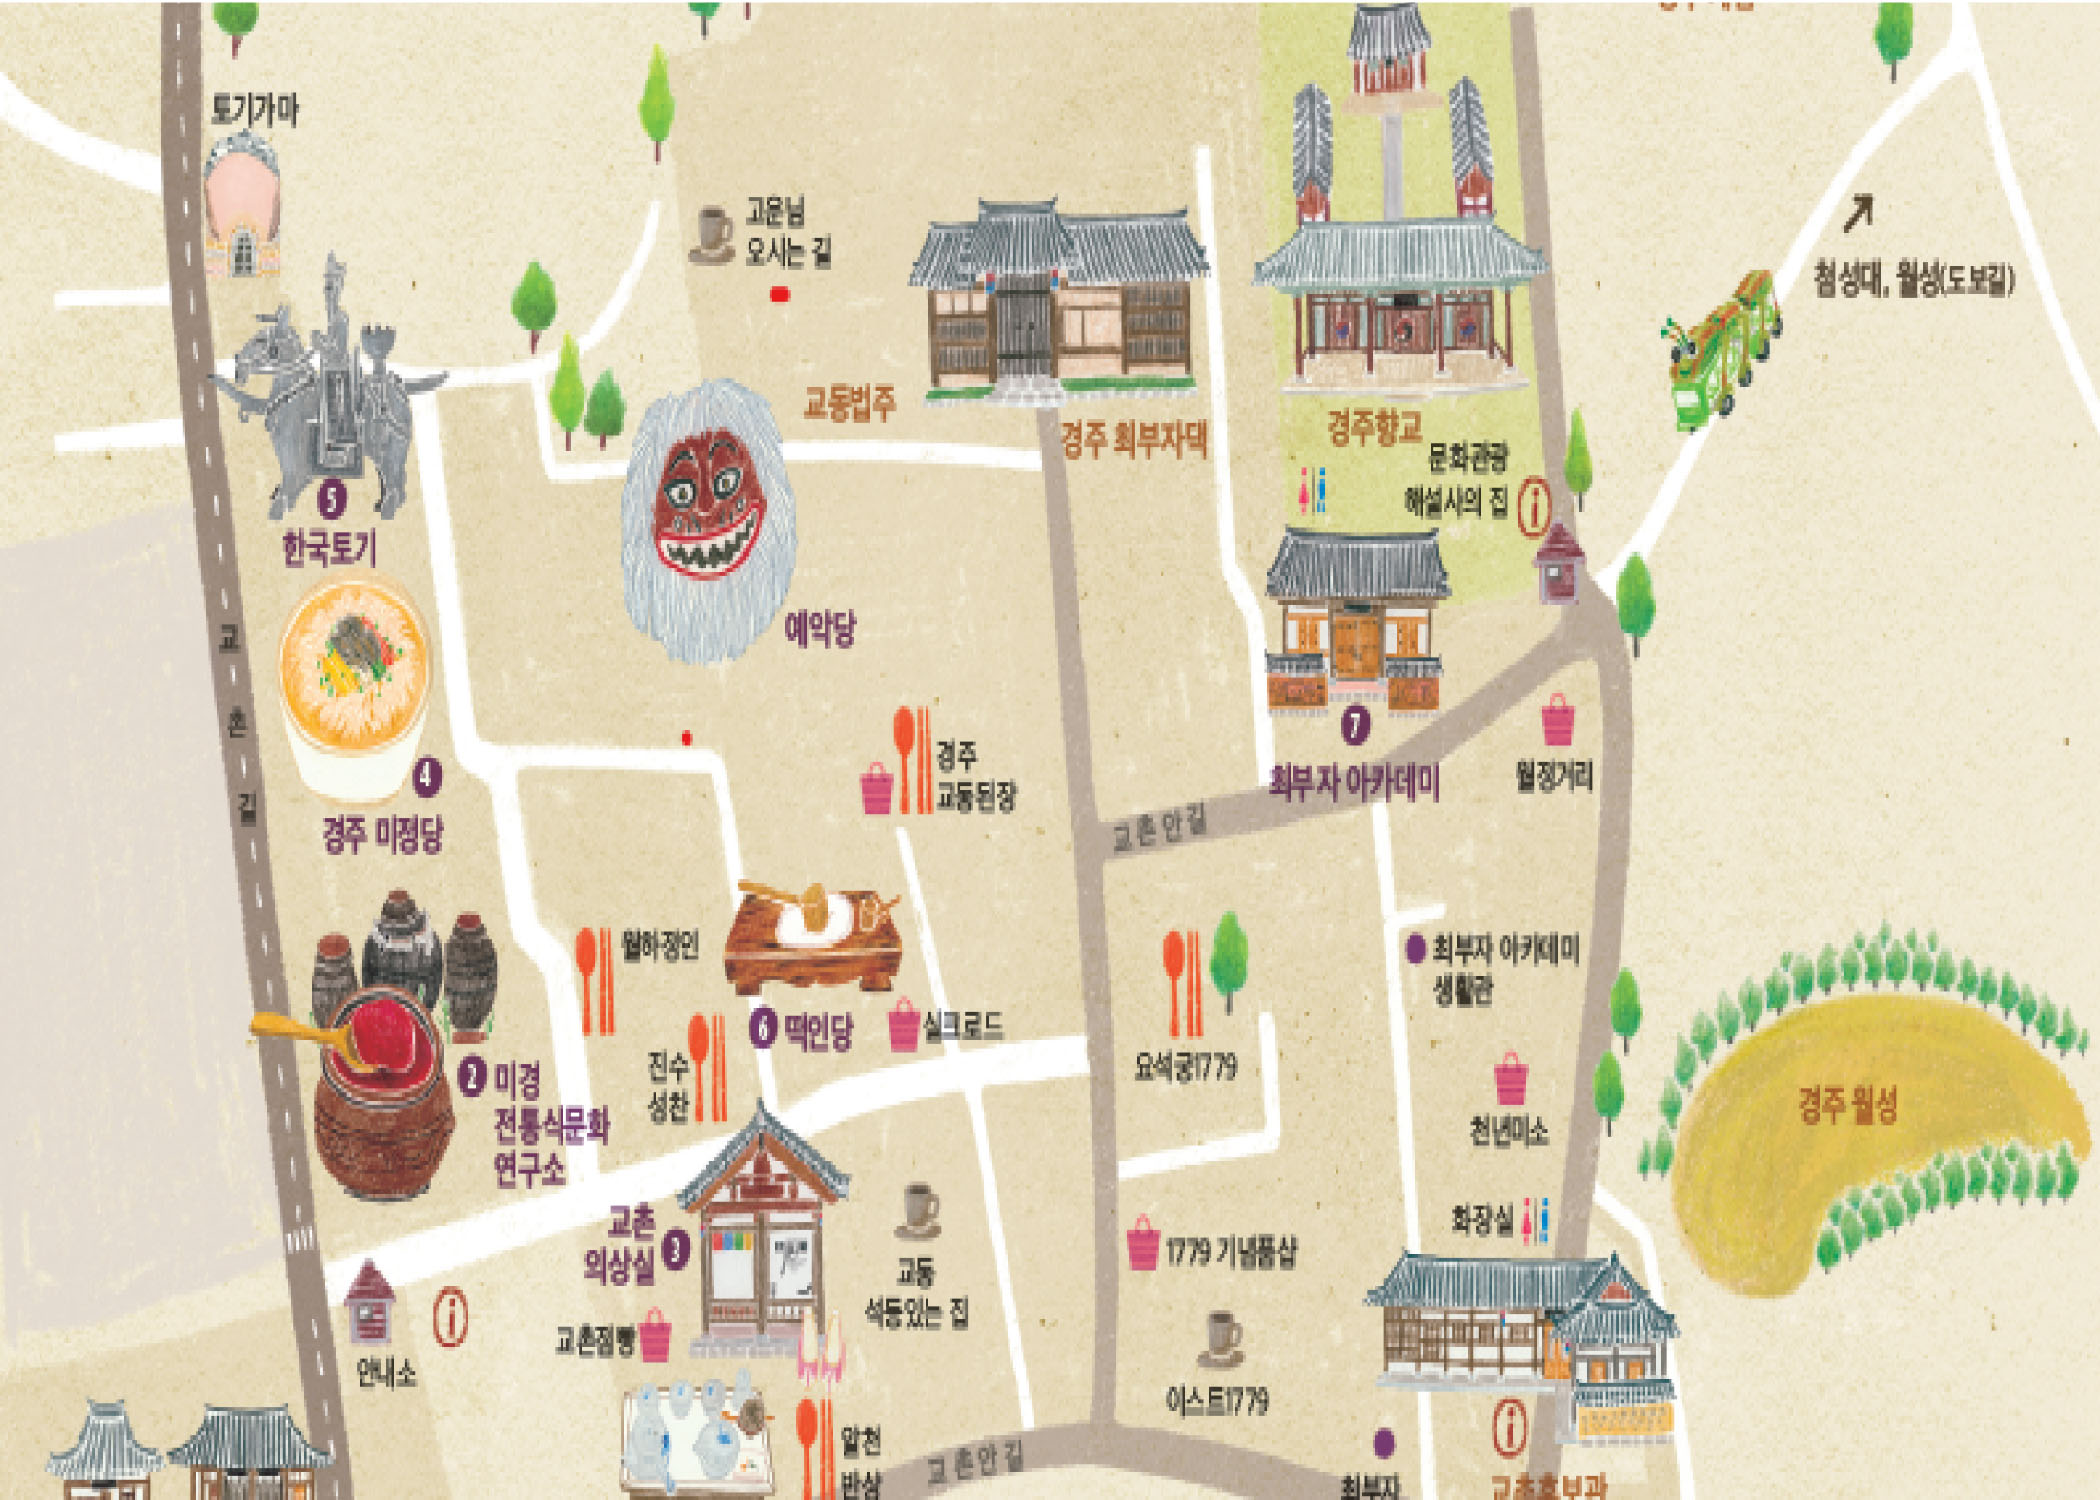 토기가마
고운님
오시는 길
첨성대, 월성(도보길)
교동법주
경주 최부자댁
경주향교
문화관광
해설사의 집
5
한국토기
예악당
교촌길
4
경주 미정당
경주
교동된장
7
최부자 아카데미
월정거리
교촌안길
월하정인
6 떡인당
실크로드
최부자 아카데미
생활관
진수
성찬
요석궁1779
2 미경
전통식문화
연구소
천년미소
경주 월성
교촌
의상실
3
화장실
1779 기념품샵
교동
석등있는 집
교촌점빵
안내소
이스트1779
알천
반상
교촌안길
최부자
교촌홍보관